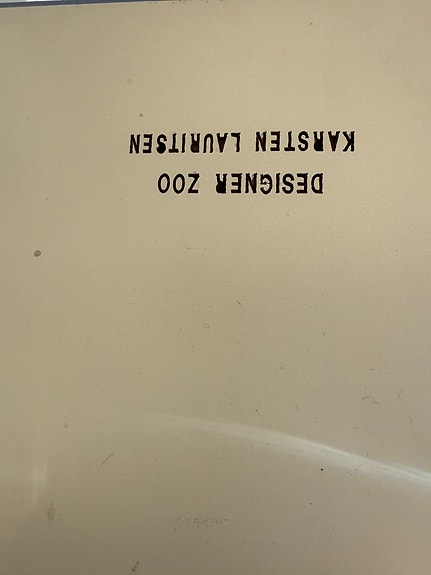 DESIGNER ZOO
KARSTEN LAURITSEN